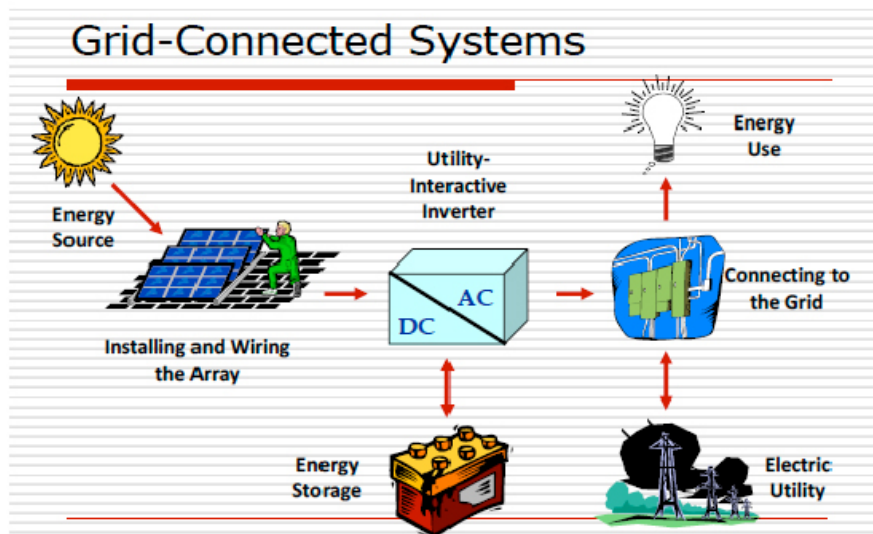 Grid-Connected Systems
Energy
Source
Utility-
Interactive
Inverter
Energy
Use
Installing and Wiring
the Array
DC
AC
Connecting to
the Grid
Energy
Storage
Electric
Utility